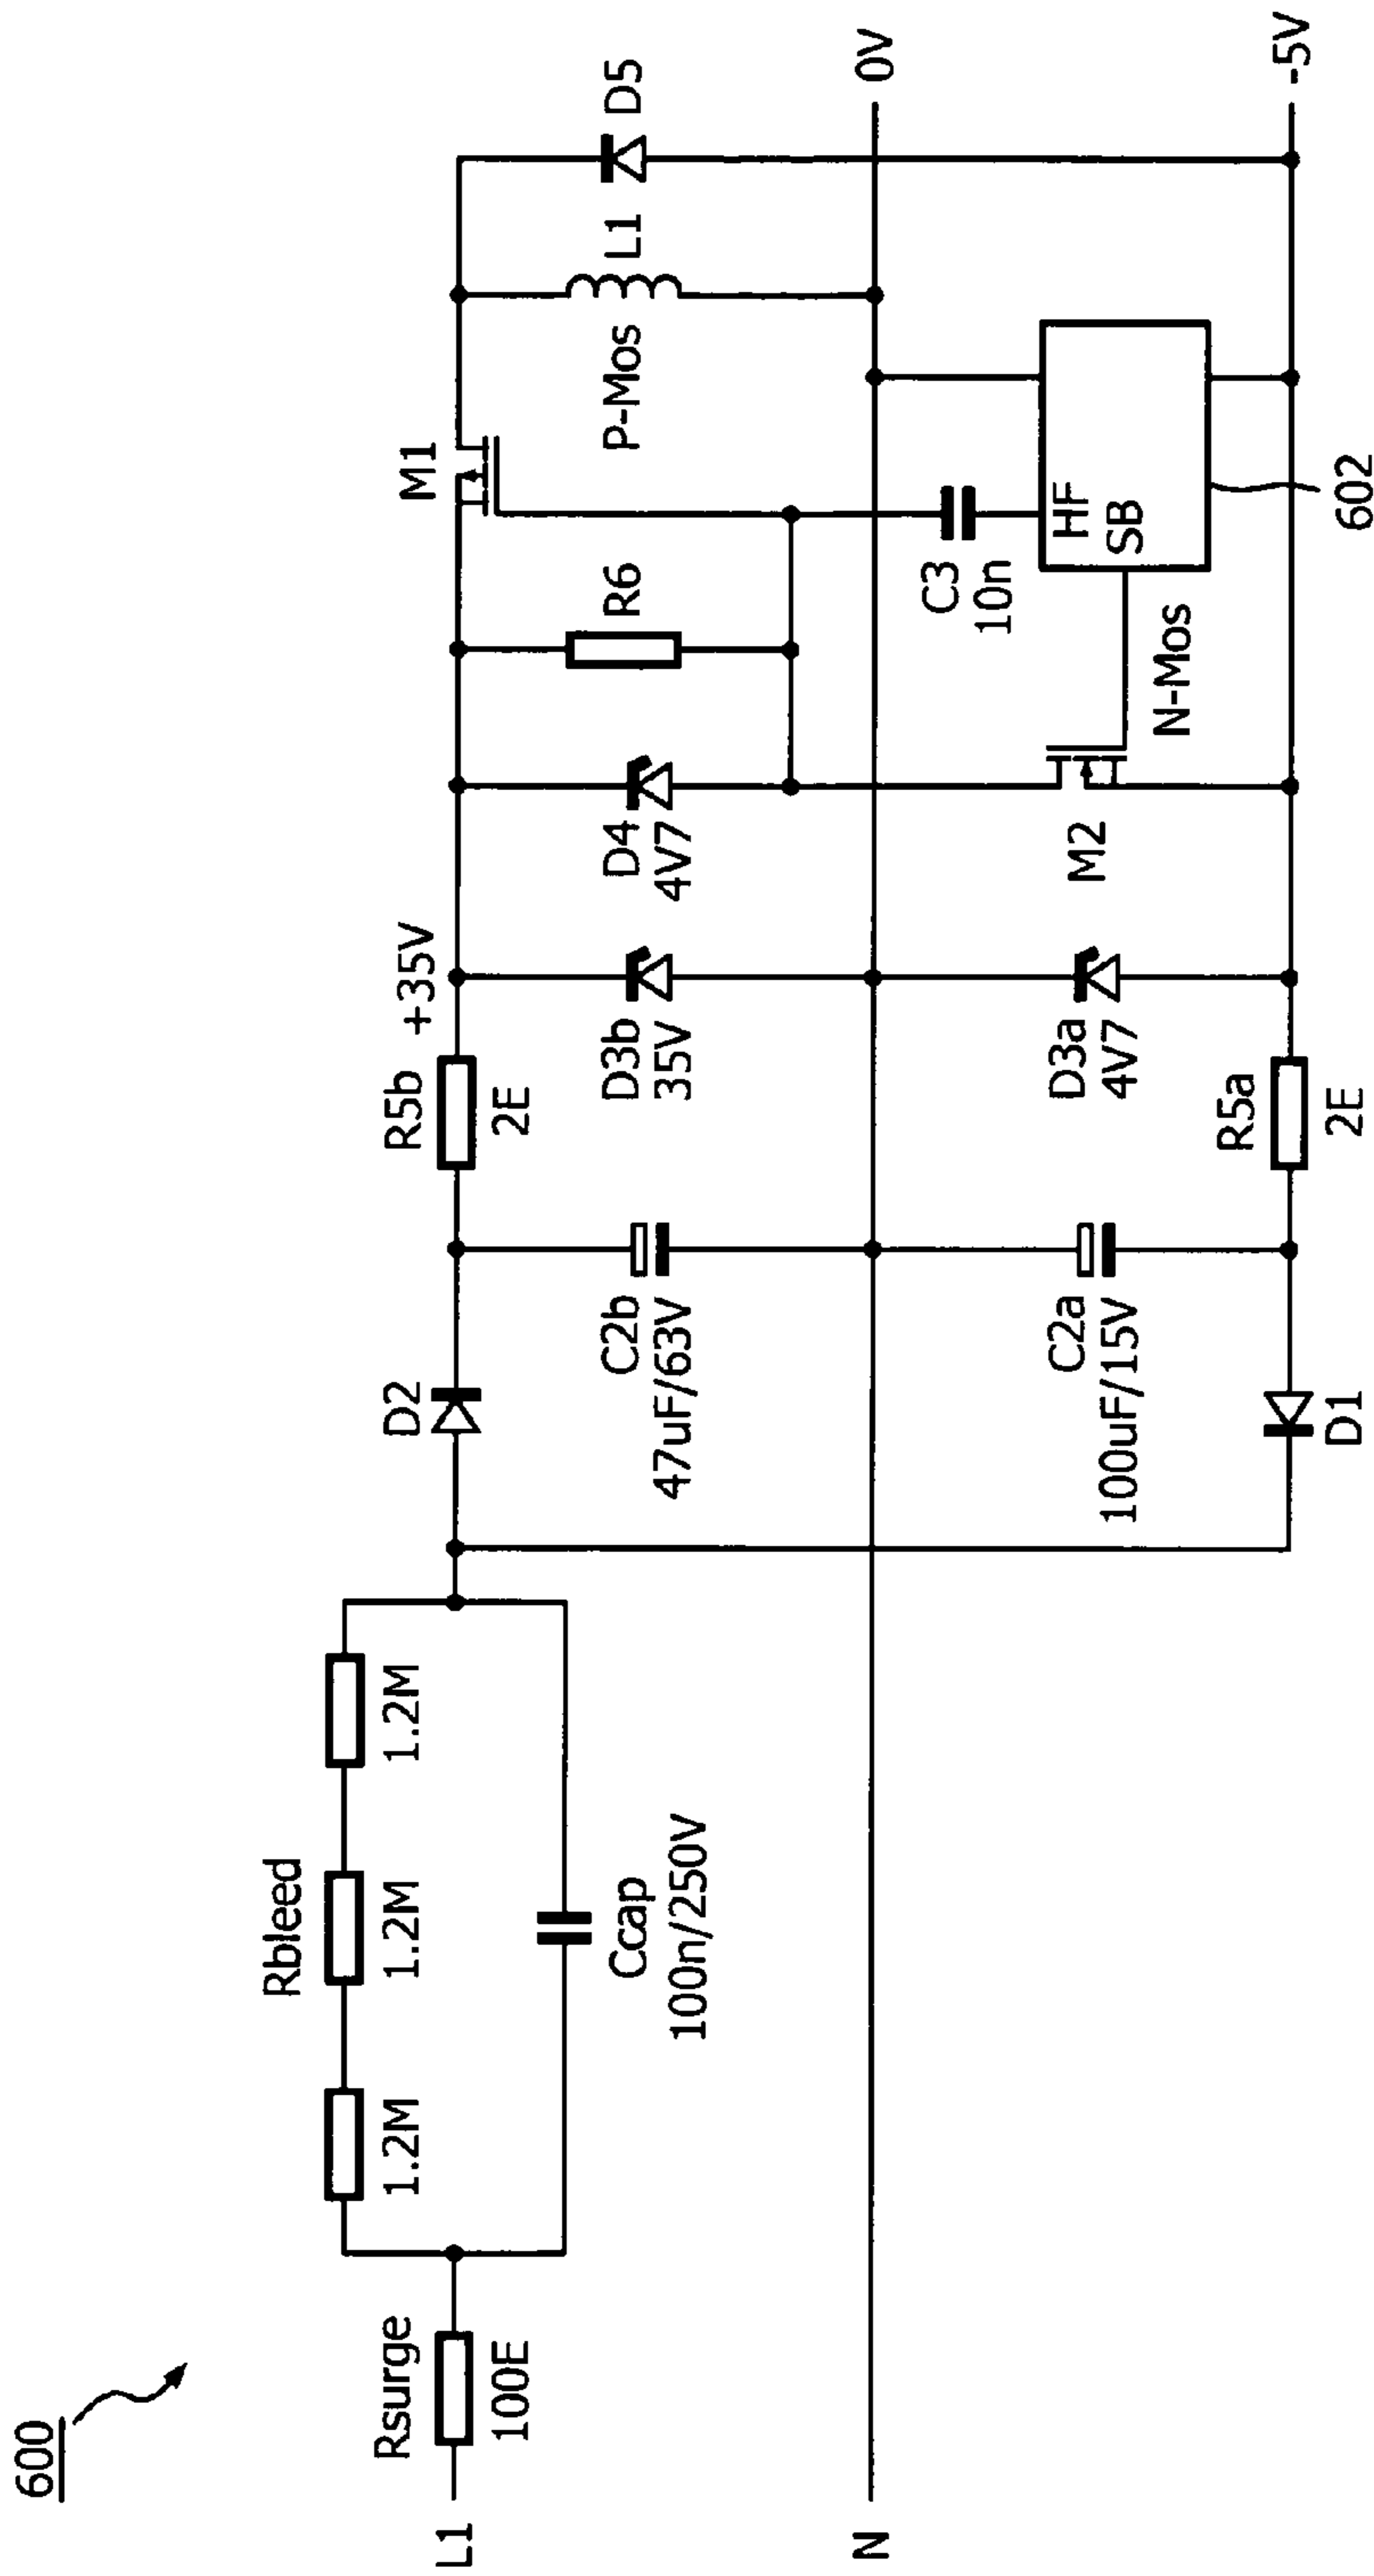 600
L1
Rsurge
100E
Rbleed
1.2M
1.2M
1.2M
Ccap
100n/250V
D2
R5b
2E
+35V
C2b
47uF/63V
D3b
35V
D4
4V7
R6
M1
P-Mos
L1
D5
N
0V
C2a
100uF/15V
D3a
4V7
M2
N-Mos
C3
10n
HF
SB
602
D1
R5a
2E
-5V